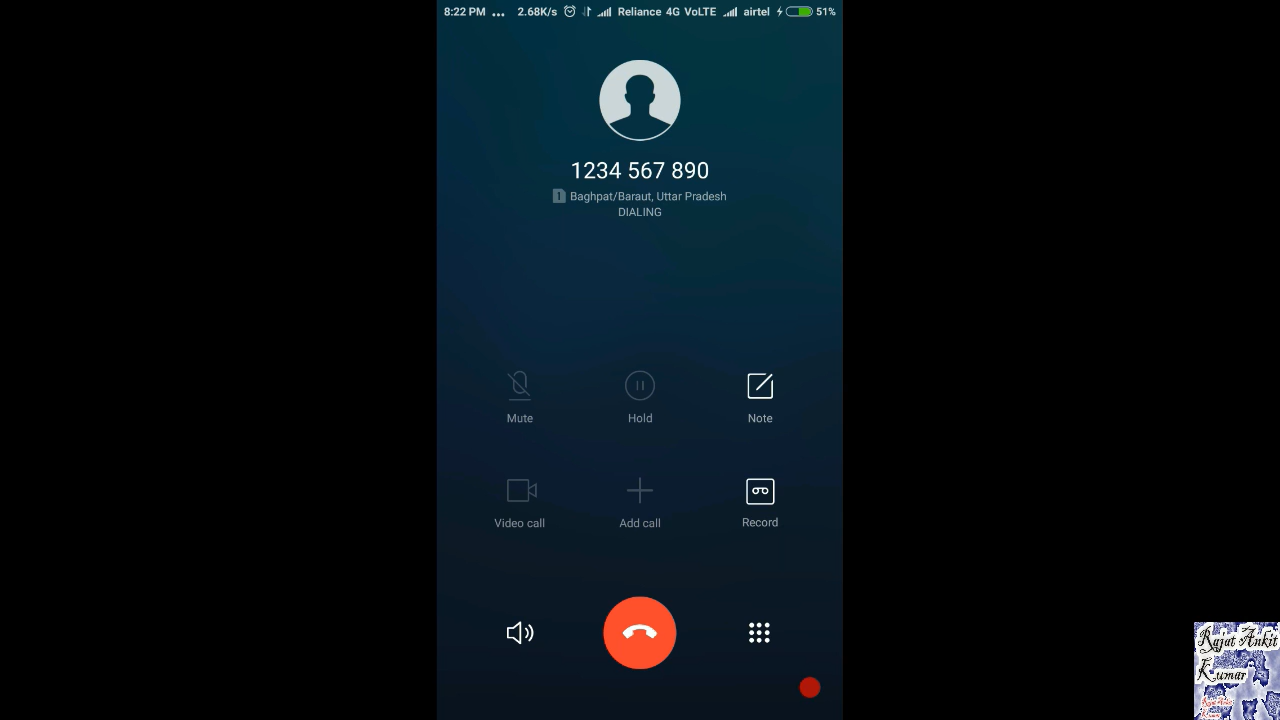 8:22 PM ... 2.68K/s Reliance 4G VoLTE airtel 51%
1234 567 890
1 Baghpat/Baraut, Uttar Pradesh
DIALING
Mute Hold Note
Video call Add call Record
Rajat Ankit
Kumar